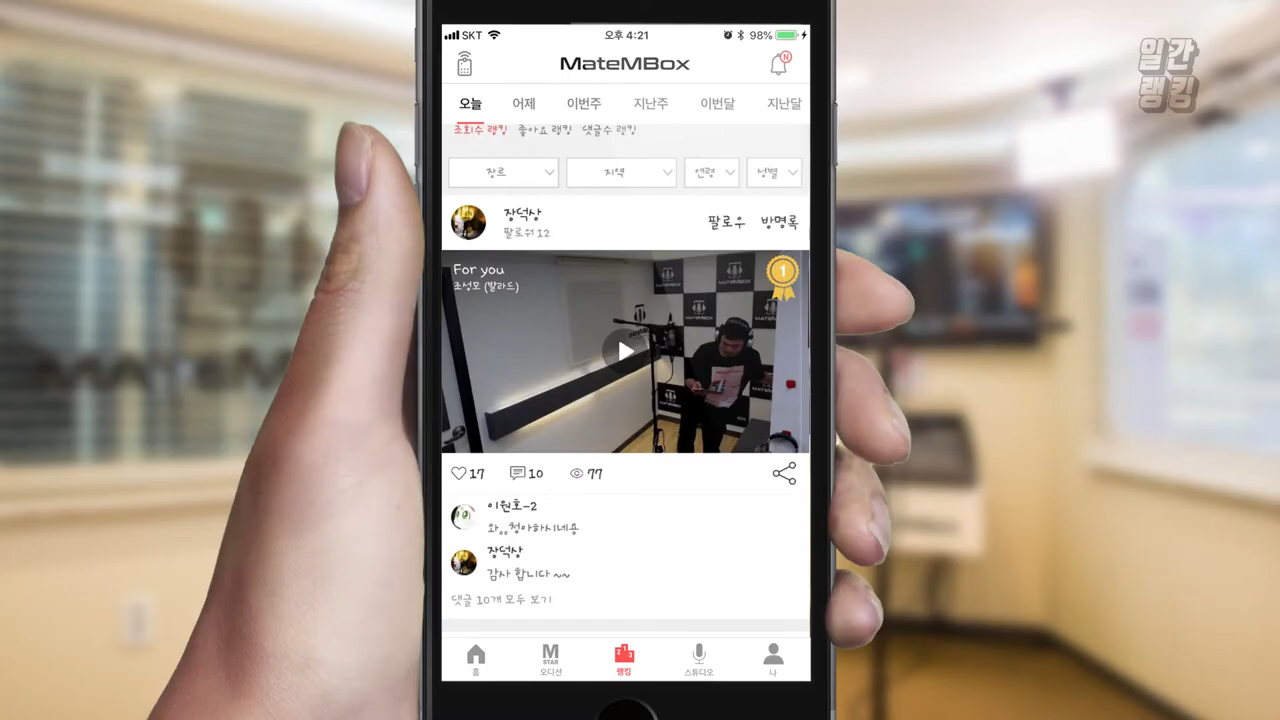 SKT 오후 4:21 98%
MateMBox N
일간
랭킹
오늘 어제 이번주 지난주 이번달 지난달
조회수 랭킹 좋아요 랭킹 댓글수 랭킹
장르 지역 연령 성별
장덕상 팔로우 방명록
팔로워 12
For you 1
조성모 (발라드)
MATEMBOX
17 10 77
이원호-2
와,,청아하시네용
장덕상
감사 합니다 ~~
댓글 10개 모두 보기
M
STAR
2 1 3
홈 오디션 랭킹 스튜디오 나